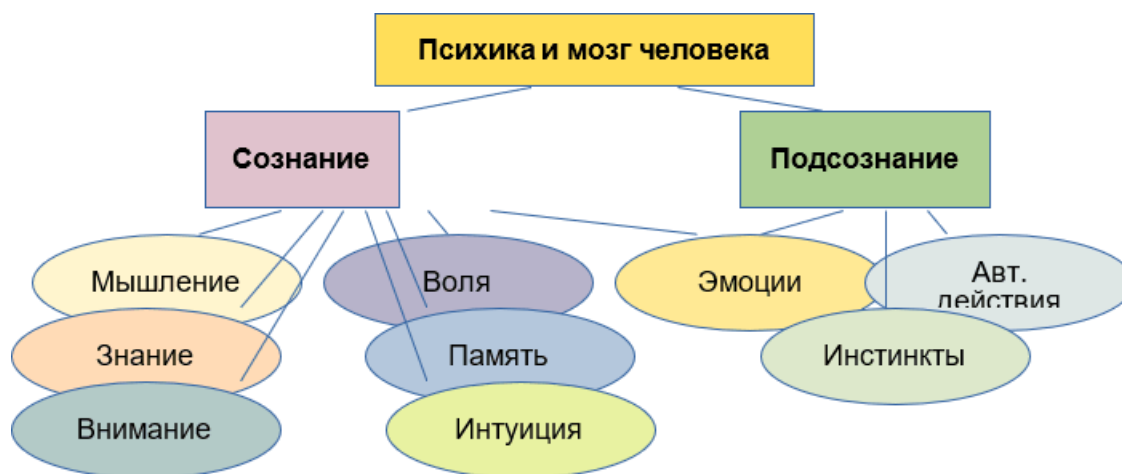 Психика и мозг человека
Сознание
Подсознание
Мышление
Воля
Эмоции
Авт.
действия
Знание
Память
Инстинкты
Внимание
Интуиция